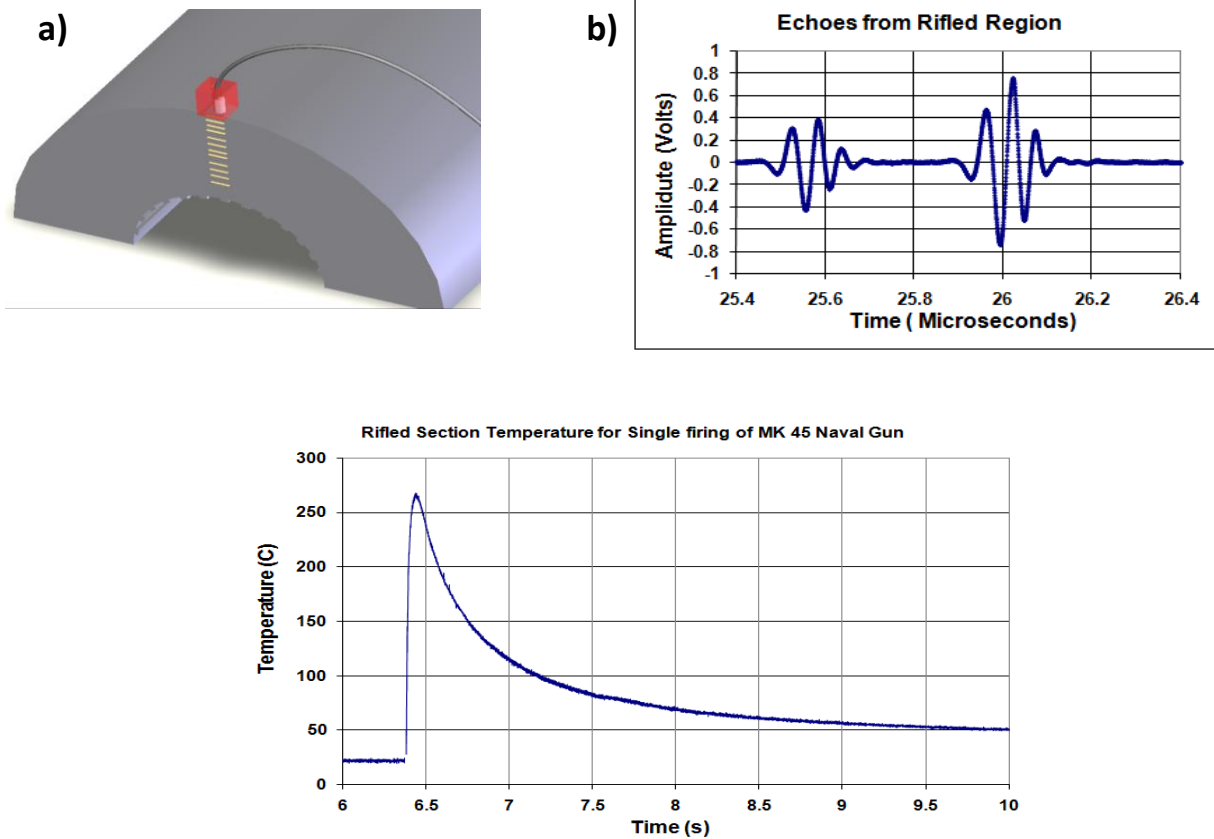 a)
b)
Echoes from Rifled Region
Amplidute (Volts)
1
0.8
0.6
0.4
0.2
0
-0.2
-0.4
-0.6
-0.8
-1
25.4 25.6 25.8 26 26.2 26.4
Time ( Microseconds)
Rifled Section Temperature for Single firing of MK 45 Naval Gun
Temperature (C)
300
250
200
150
100
50
0
6 6.5 7 7.5 8 8.5 9 9.5 10
Time (s)